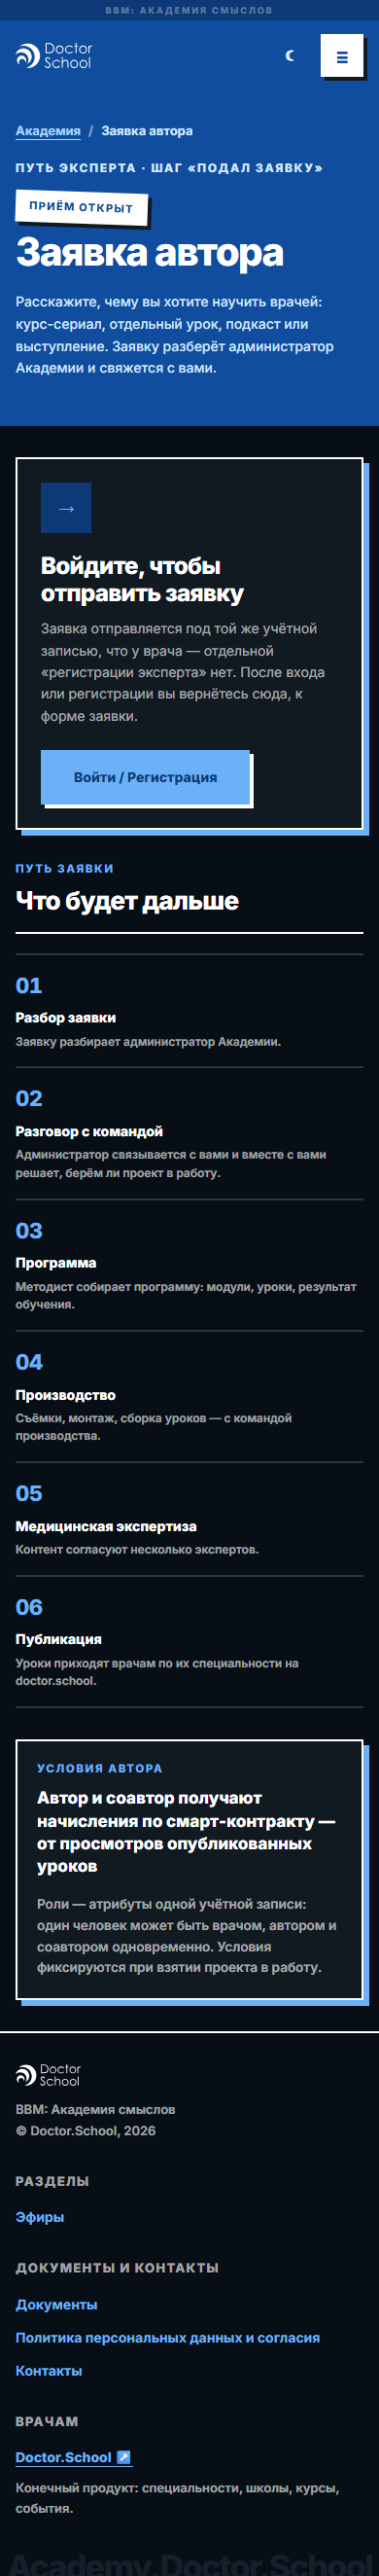 ВВМ: АКАДЕМИЯ СМЫСЛОВ
Doctor
School
Академия / Заявка автора
ПУТЬ ЭКСПЕРТА · ШАГ «ПОДАЛ ЗАЯВКУ»
ПРИЁМ ОТКРЫТ
Заявка автора
Расскажите, чему вы хотите научить врачей:
курс-сериал, отдельный урок, подкаст или
выступление. Заявку разберёт администратор
Академии и свяжется с вами.
→
Войдите, чтобы
отправить заявку
Заявка отправляется под той же учётной
записью, что у врача — отдельной
«регистрации эксперта» нет. После входа
или регистрации вы вернётесь сюда, к
форме заявки.
Войти / Регистрация
ПУТЬ ЗАЯВКИ
Что будет дальше
01
Разбор заявки
Заявку разбирает администратор Академии.
02
Разговор с командой
Администратор связывается с вами и вместе с вами
решает, берём ли проект в работу.
03
Программа
Методист собирает программу: модули, уроки, результат
обучения.
04
Производство
Съёмки, монтаж, сборка уроков — с командой
производства.
05
Медицинская экспертиза
Контент согласуют несколько экспертов.
06
Публикация
Уроки приходят врачам по их специальности на
doctor.school.
УСЛОВИЯ АВТОРА
Автор и соавтор получают
начисления по смарт-контракту —
от просмотров опубликованных
уроков
Роли — атрибуты одной учётной записи:
один человек может быть врачом, автором и
соавтором одновременно. Условия
фиксируются при взятии проекта в работу.
Doctor
School
ВВМ: Академия смыслов
© Doctor.School, 2026
РАЗДЕЛЫ
Эфиры
ДОКУМЕНТЫ И КОНТАКТЫ
Документы
Политика персональных данных и согласия
Контакты
ВРАЧАМ
Doctor.School ↗
Конечный продукт: специальности, школы, курсы,
события.
Academy.Doctor.School